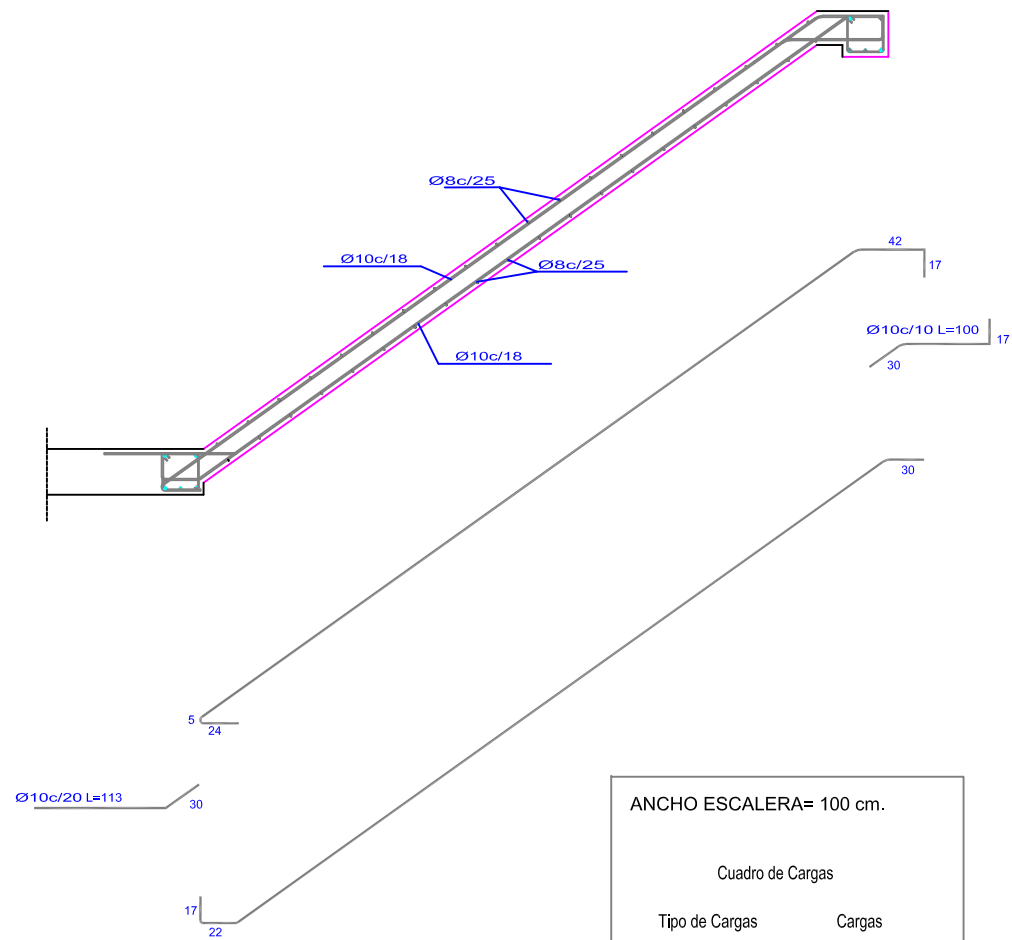 Ø8c/25
Ø10c/18
Ø8c/25
Ø10c/18
42
17
Ø10c/10 L=100
17
30
30
5
24
Ø10c/20 L=113
30
17
22
ANCHO ESCALERA= 100 cm.
Cuadro de Cargas
Tipo de Cargas Cargas